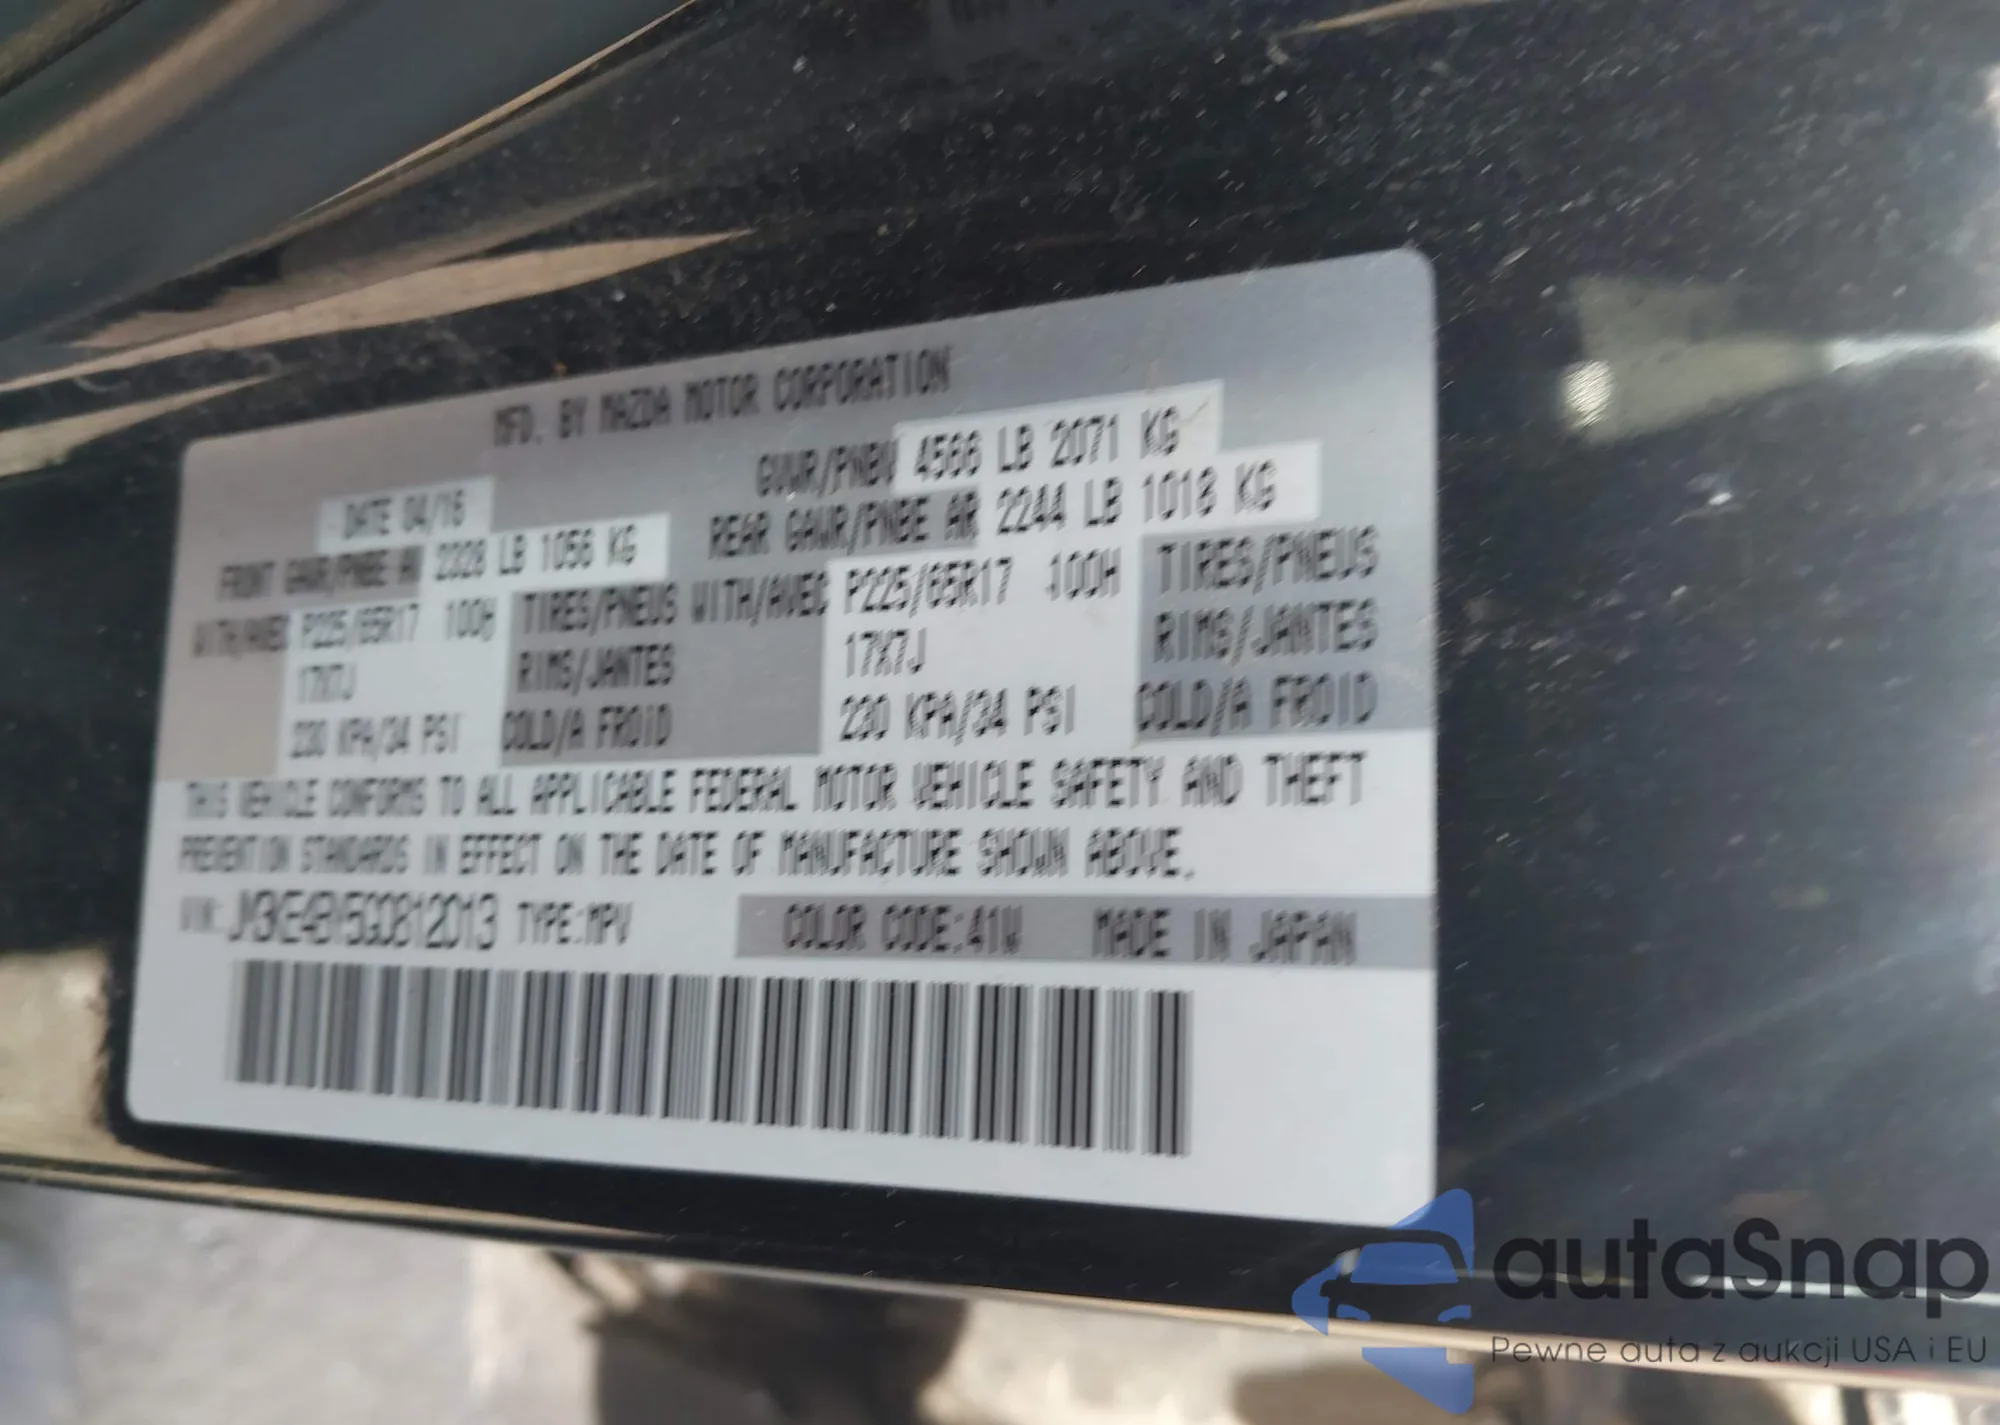 MFD. BY MAZDA MOTOR CORPORATION
DATE 04/16 GVWR/PNBV 4566 LB 2071 KG
FRONT GAWR/PNBE AV 2328 LB 1056 KG REAR GAWR/PNBE AR 2244 LB 1018 KG
WITH/AVEC P225/65R17 100H TIRES/PNEUS WITH/AVEC P225/65R17 100H TIRES/PNEUS
17X7J RIMS/JANTES 17X7J RIMS/JANTES
230 KPA/34 PSI COLD/A FROID 230 KPA/34 PSI COLD/A FROID
THIS VEHICLE CONFORMS TO ALL APPLICABLE FEDERAL MOTOR VEHICLE SAFETY AND THEFT
PREVENTION STANDARDS IN EFFECT ON THE DATE OF MANUFACTURE SHOWN ABOVE.
VIN: JM3KE4BY5G0812013 TYPE:MPV COLOR CODE:41W MADE IN JAPAN
autaSnap
Pewne auta z aukcji USA i EU